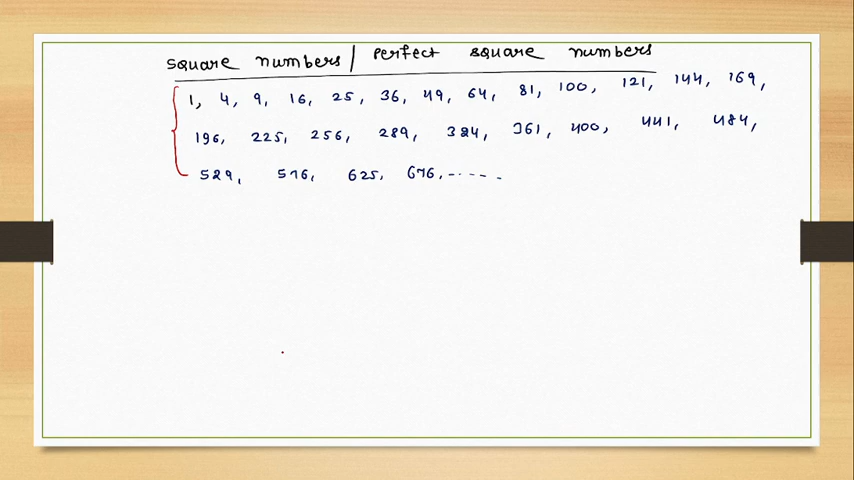 square numbers / Perfect square numbers
1, 4, 9, 16, 25, 36, 49, 64, 81, 100, 121, 144, 169,
196, 225, 256, 289, 324, 361, 400, 441, 484,
529, 576, 625, 676, ------